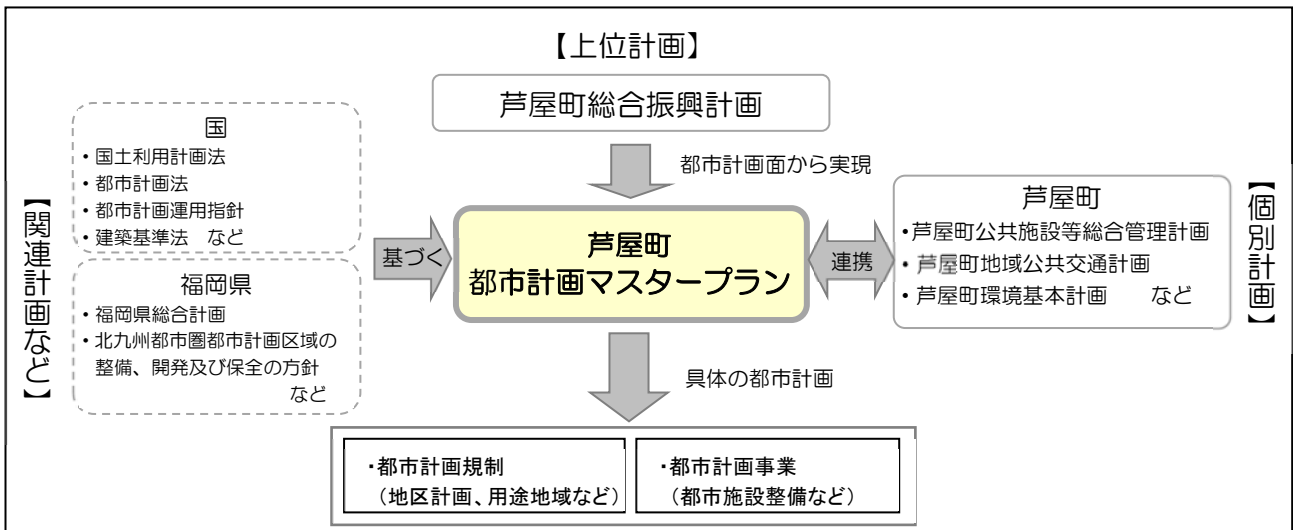 【上位計画】
芦屋町総合振興計画
都市計画面から実現
【関連計画など】
国
・国土利用計画法
・都市計画法
・都市計画運用指針
・建築基準法　など
福岡県
・福岡県総合計画
・北九州都市圏都市計画区域の
整備、開発及び保全の方針
など
基づく
芦屋町
都市計画マスタープラン
連携
芦屋町
・芦屋町公共施設等総合管理計画
・芦屋町地域公共交通計画
・芦屋町環境基本計画　など
【個別計画】
具体の都市計画
・都市計画規制
（地区計画、用途地域など）
・都市計画事業
（都市施設整備など）